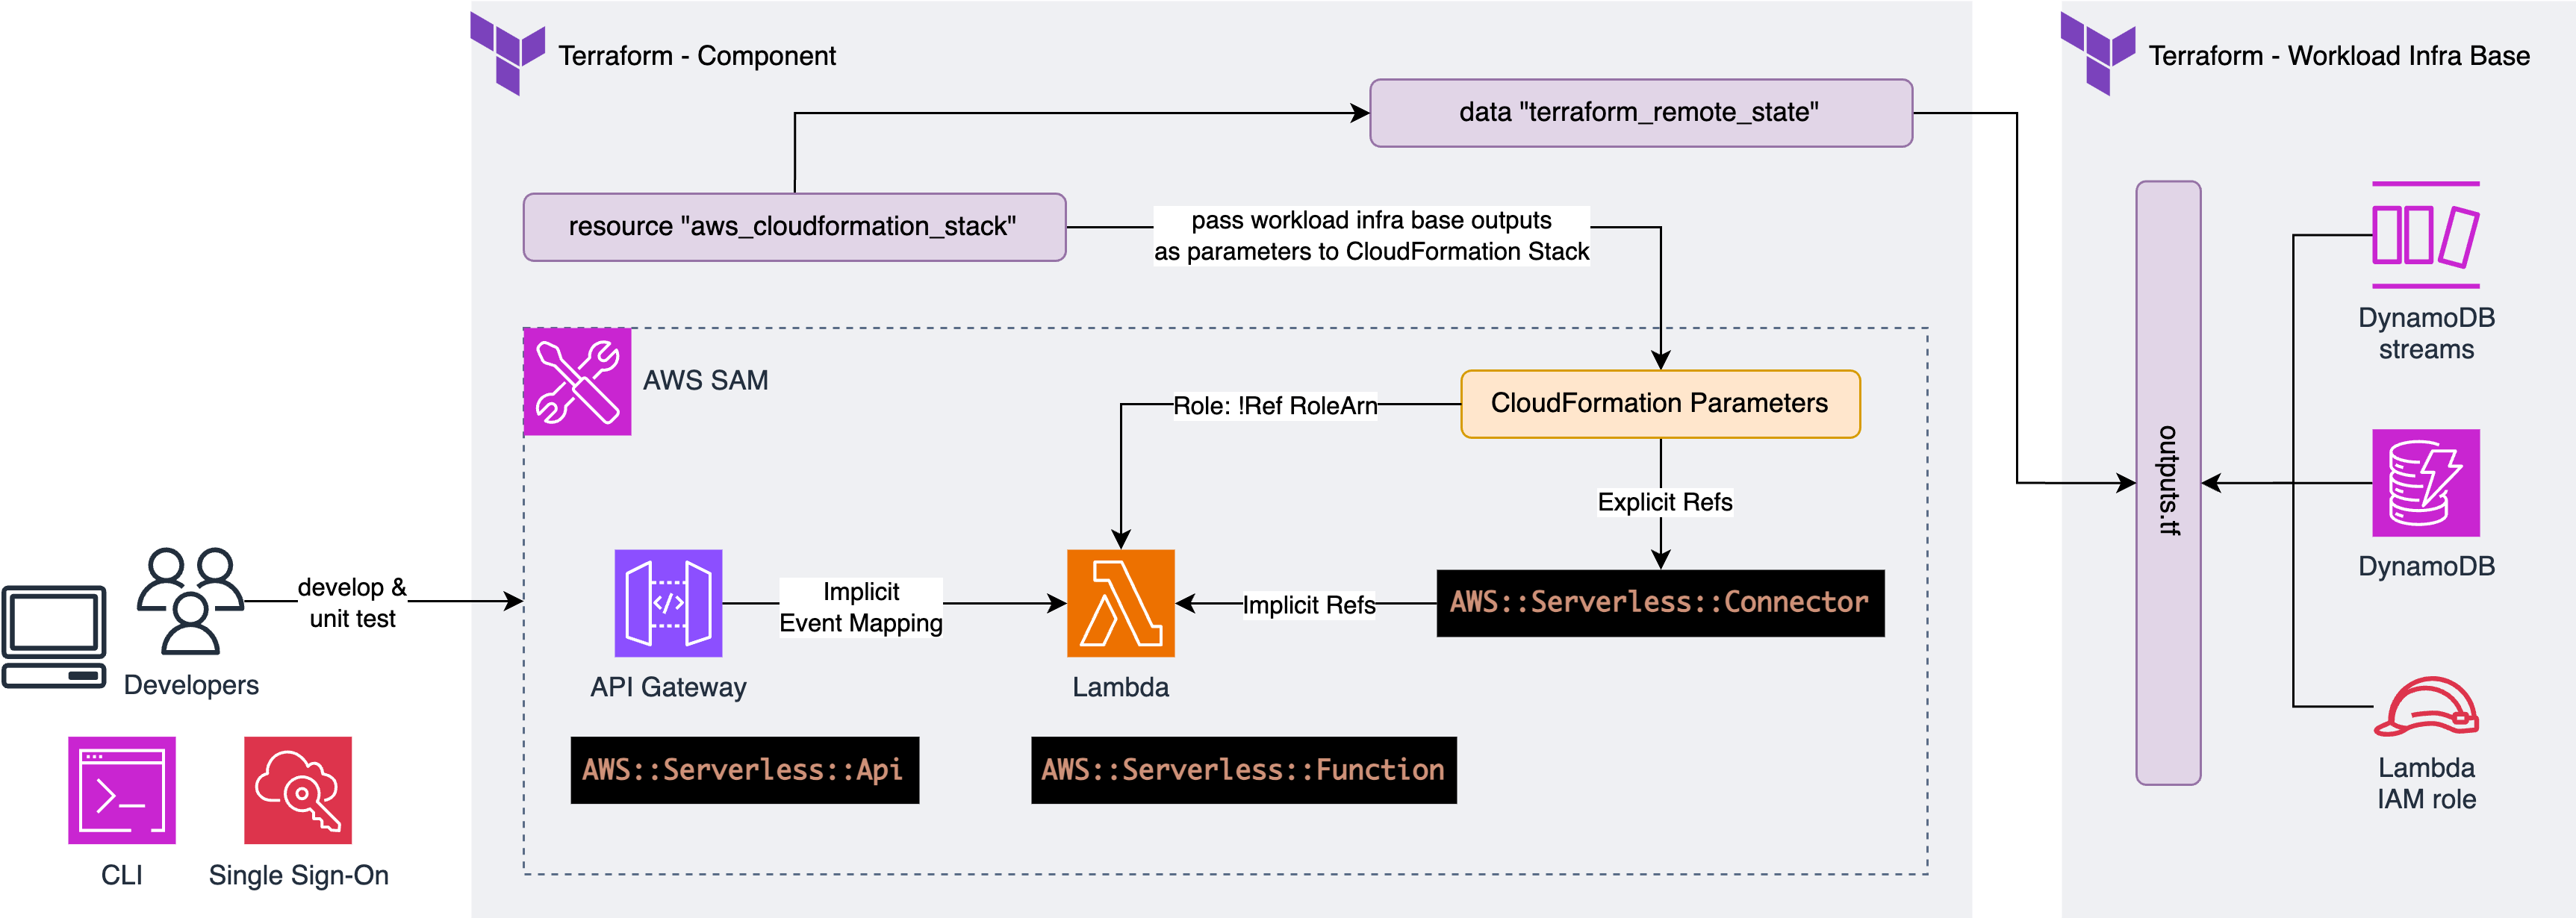 Terraform - Component
Terraform - Workload Infra Base
data "terraform_remote_state"
resource "aws_cloudformation_stack"
pass workload infra base outputs
as parameters to CloudFormation Stack
DynamoDB
streams
AWS SAM
Role: !Ref RoleArn
CloudFormation Parameters
outputs.tf
Explicit Refs
DynamoDB
develop &
unit test
Implicit
Event Mapping
Implicit Refs
AWS::Serverless::Connector
Developers
API Gateway
Lambda
AWS::Serverless::Api
AWS::Serverless::Function
Lambda
IAM role
CLI
Single Sign-On